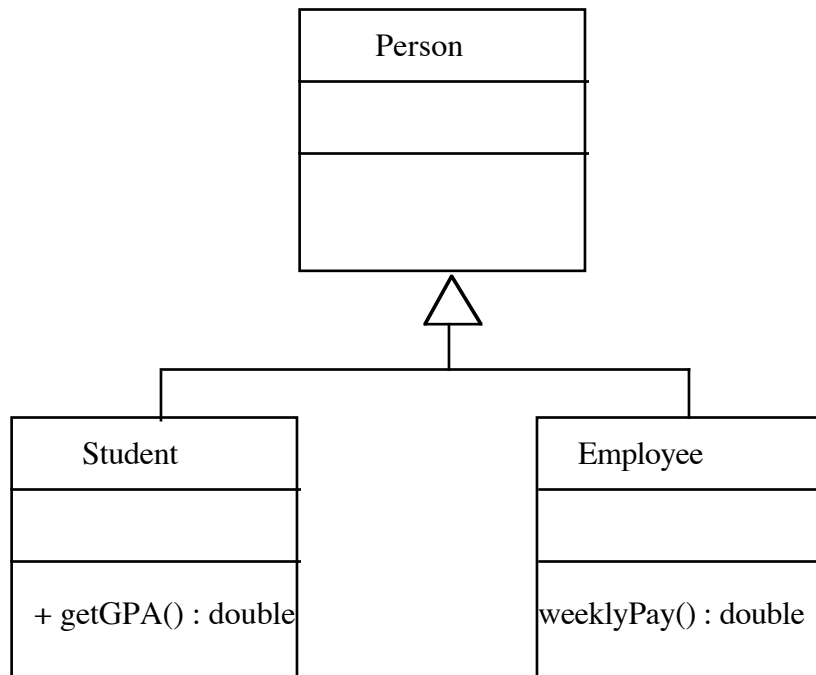 Person
Student
Employee
+ getGPA() : double
weeklyPay() : double